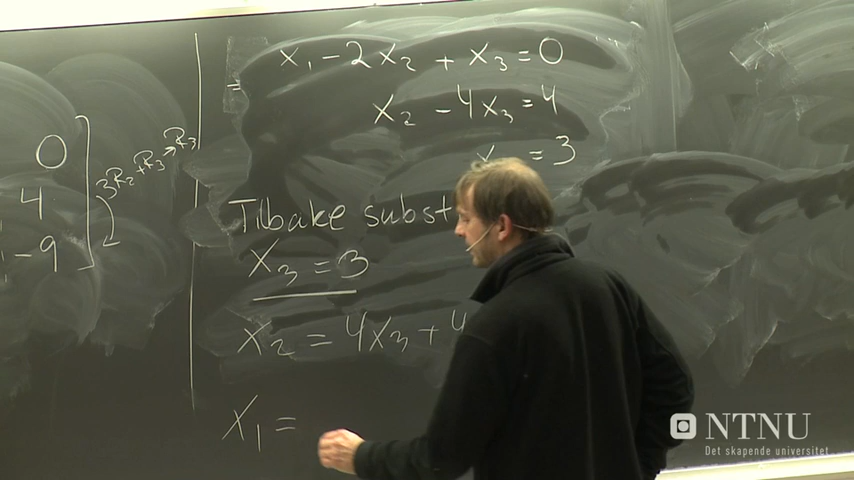 0
4
-9
3R₂+R₃→R₃
x₁ - 2x₂ + x₃ = 0
x₂ - 4x₃ = 4
= 3
Tilbake subst
x₃ = 3
x₂ = 4x₃ + 4
x₁ =
NTNU
Det skapende universitet